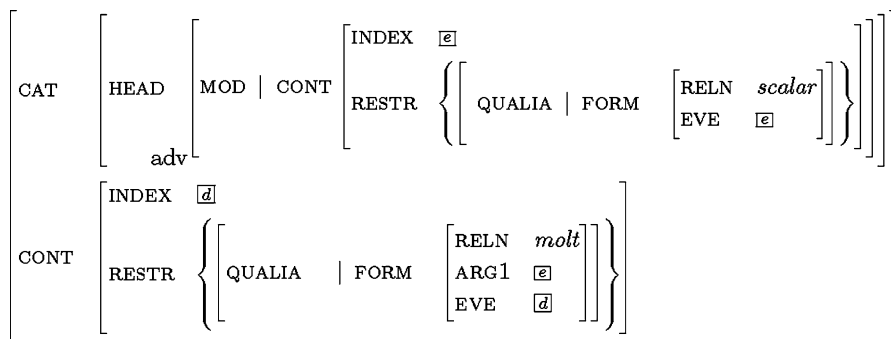 INDEX e
CAT HEAD MOD | CONT RESTR QUALIA | FORM RELN scalar
EVE e
adv
INDEX d
RELN molt
CONT RESTR QUALIA | FORM ARG1 e
EVE d